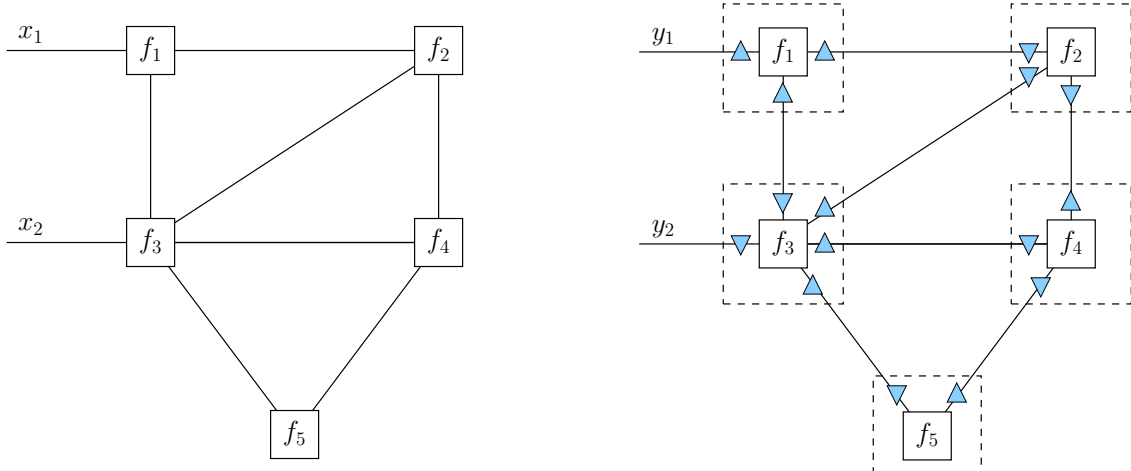 x₁ f₁ f₂ y₁ f₁ f₂
x₂ f₃ f₄ y₂ f₃ f₄
f₅ f₅